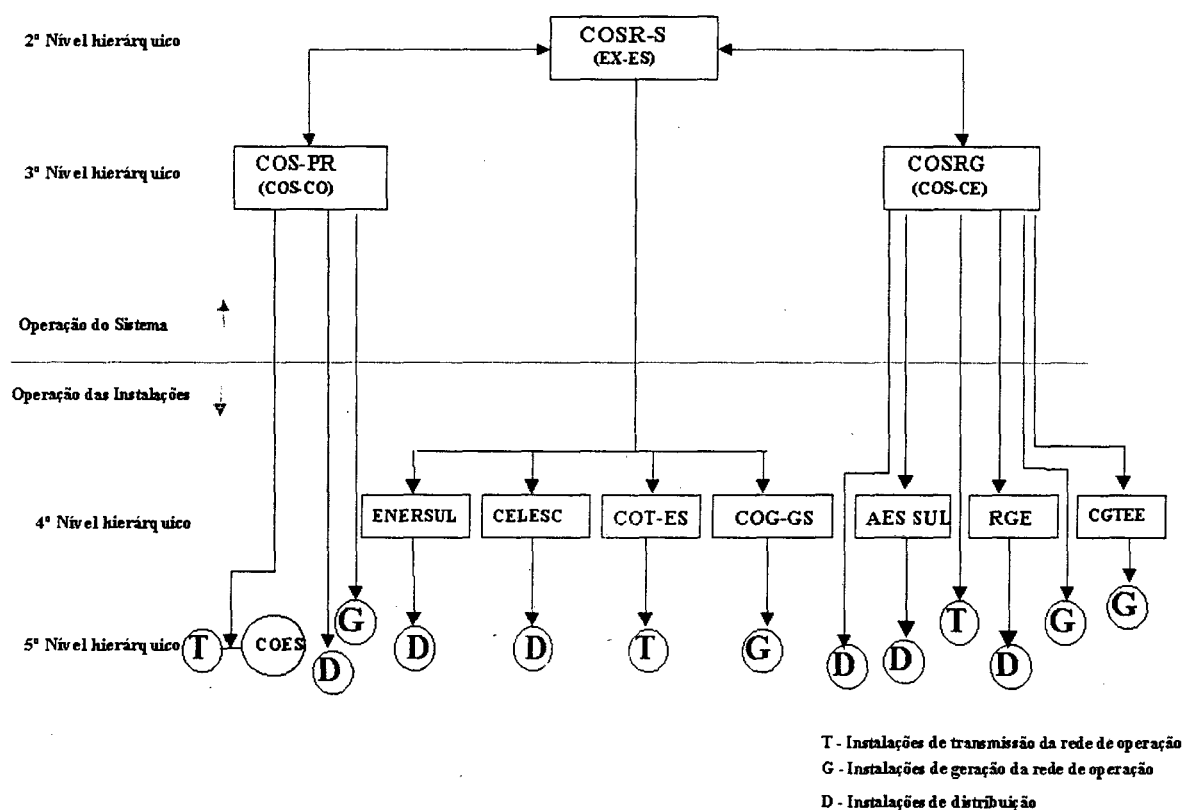 2º Nível hierárquico
COSR-S
(EX-ES)
3º Nível hierárquico
COS-PR
(COS-CO)
COSRG
(COS-CE)
Operação do Sistema
Operação das Instalações
4º Nível hierárquico
ENERSUL
CELESC
COT-ES
COG-GS
AES SUL
RGE
CGTEE
5º Nível hierárquico
T
COES
D
G
D
D
T
G
D
D
T
D
G
G
T - Instalações de transmissão da rede de operação
G - Instalações de geração da rede de operação
D - Instalações de distribuição